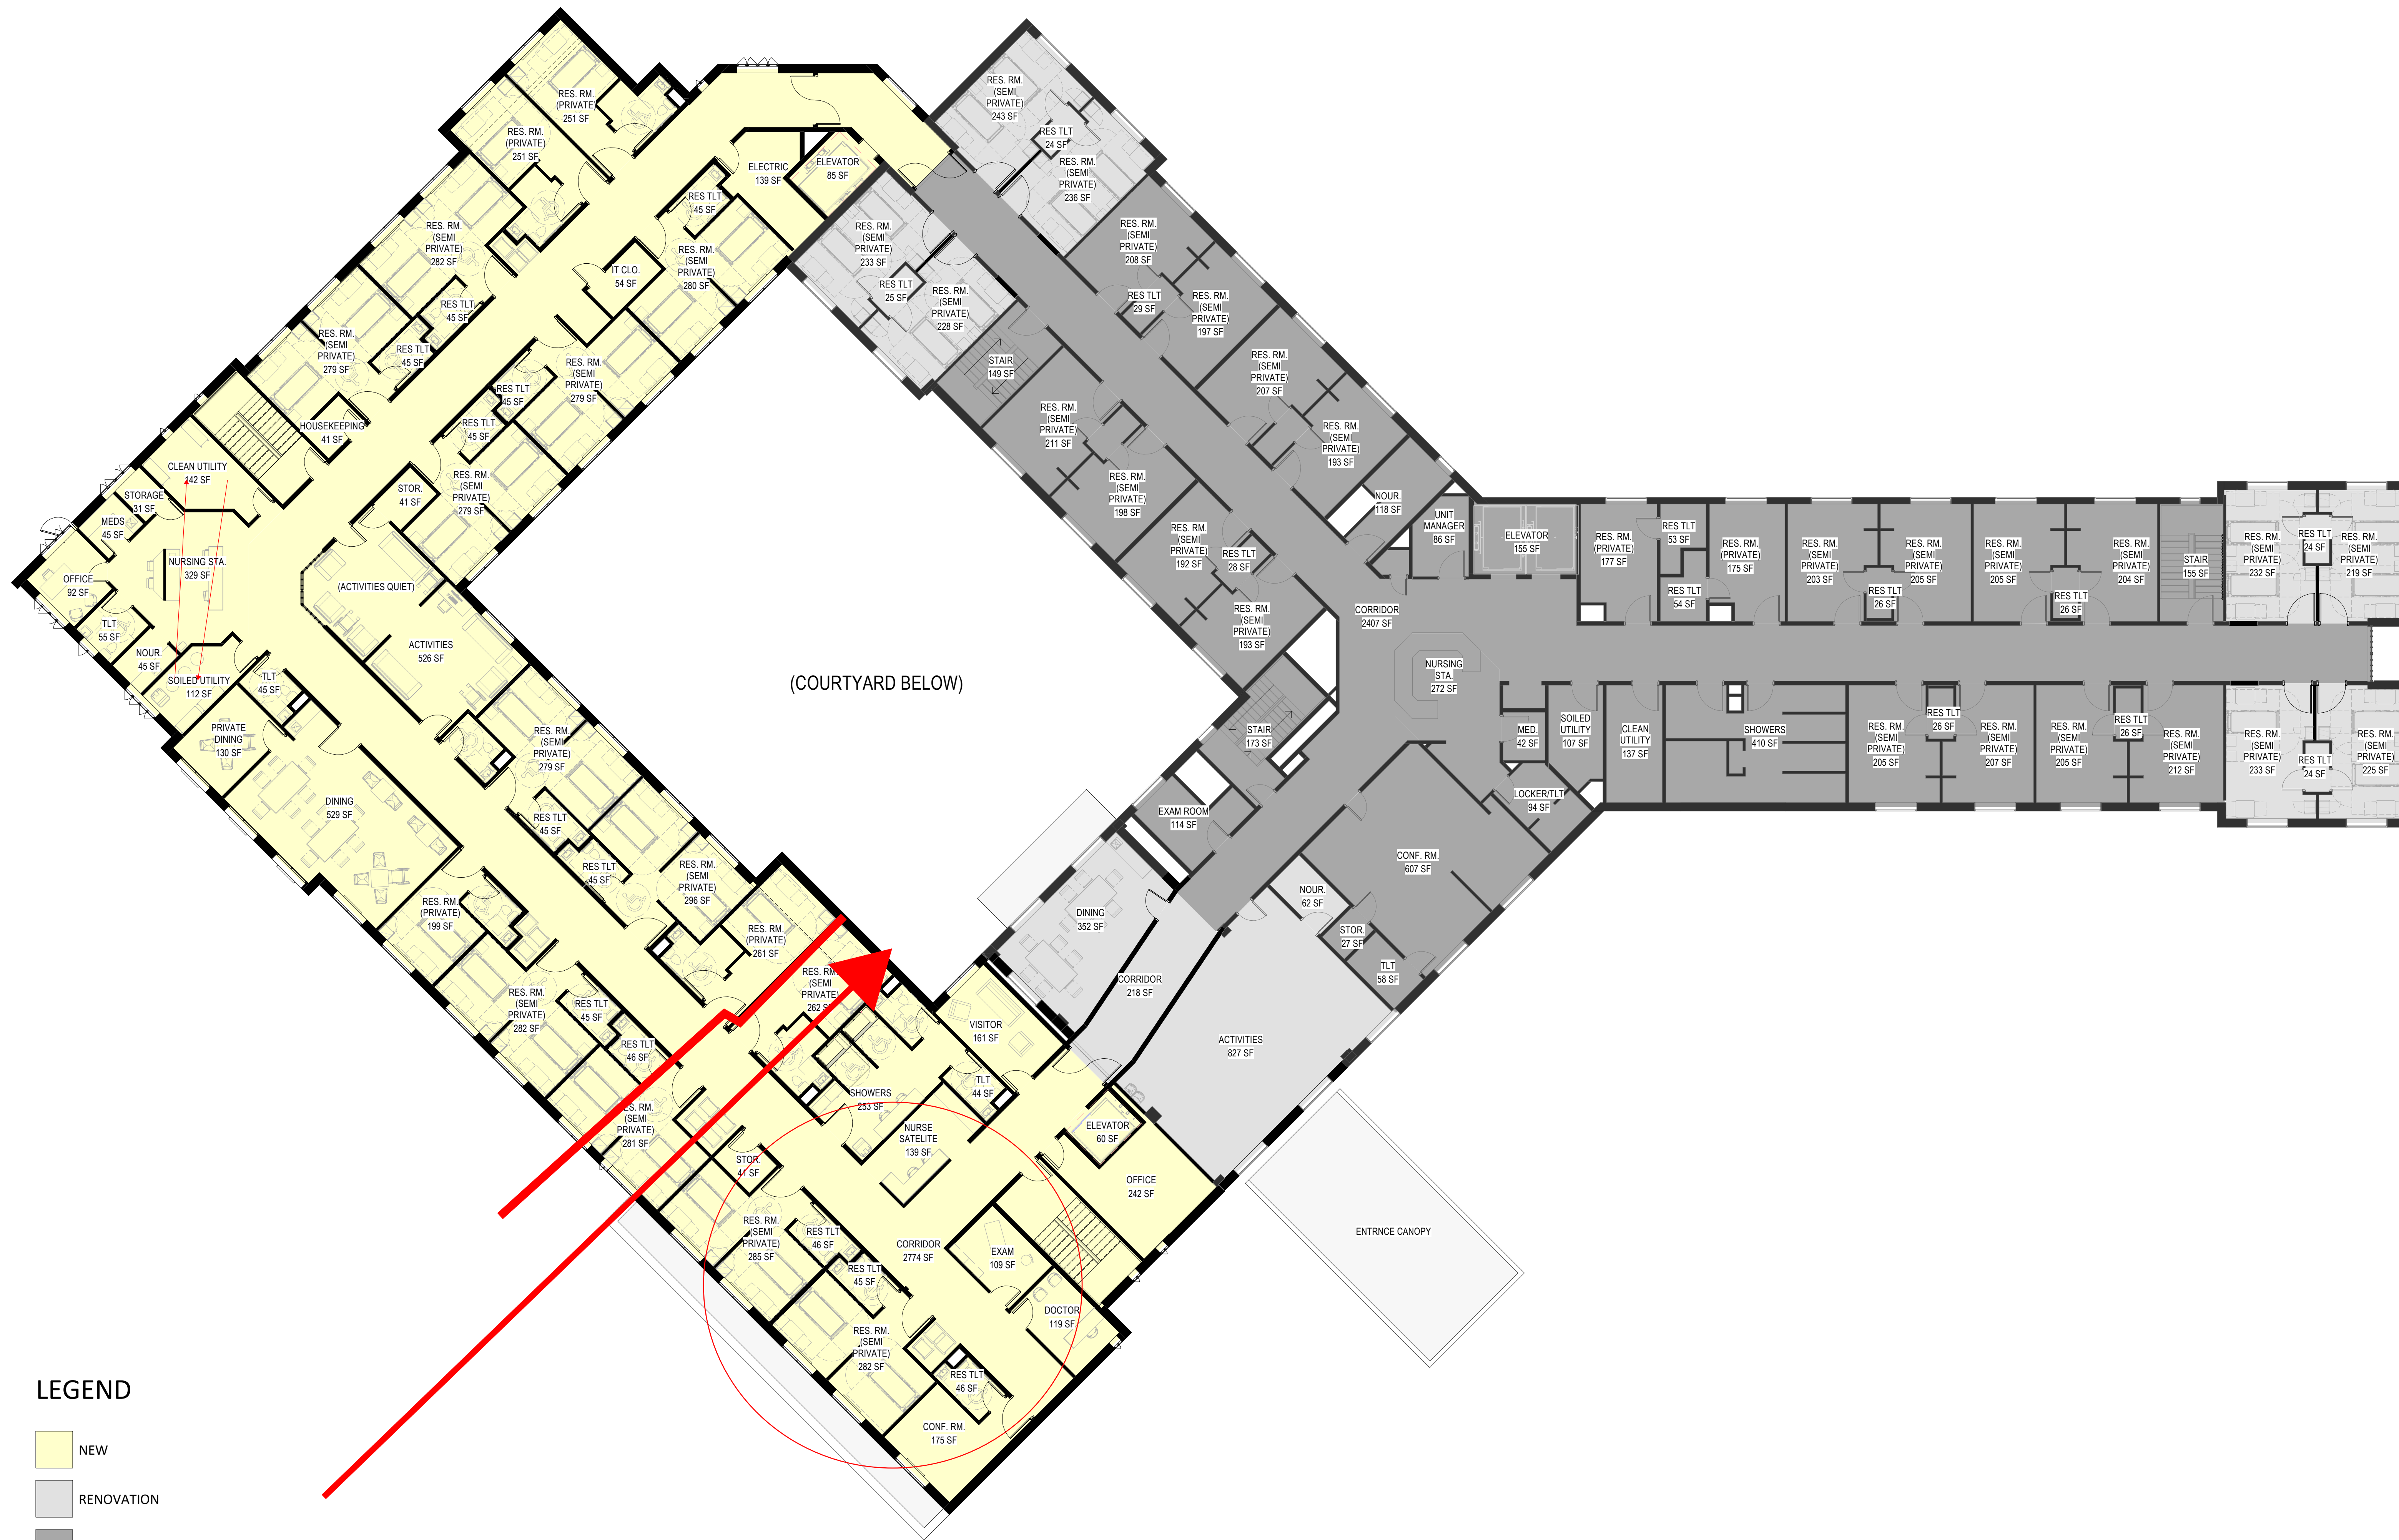 RES. RM.
(PRIVATE)
251 SF
RES. RM.
(PRIVATE)
251 SF
RES. RM.
(SEMI
PRIVATE)
282 SF
RES TLT
45 SF
RES. RM.
(SEMI
PRIVATE)
279 SF
RES TLT
45 SF
HOUSEKEEPING
41 SF
CLEAN UTILITY
142 SF
STORAGE
31 SF
MEDS
45 SF
NURSING STA.
329 SF
OFFICE
92 SF
TLT
55 SF
NOUR.
45 SF
SOILED UTILITY
112 SF
TLT
45 SF
PRIVATE
DINING
130 SF
DINING
529 SF
ELECTRIC
139 SF
ELEVATOR
85 SF
RES TLT
45 SF
RES. RM.
(SEMI
PRIVATE)
280 SF
IT CLO.
54 SF
RES. RM.
(SEMI
PRIVATE)
279 SF
RES TLT
45 SF
RES TLT
45 SF
RES. RM.
(SEMI
PRIVATE)
279 SF
STOR.
41 SF
(ACTIVITIES QUIET)
ACTIVITIES
526 SF
RES. RM.
(SEMI
PRIVATE)
279 SF
RES TLT
45 SF
RES TLT
45 SF
RES. RM.
(SEMI
PRIVATE)
296 SF
RES. RM.
(PRIVATE)
261 SF
RES. RM.
(SEMI
PRIVATE)
262 SF
RES. RM.
(PRIVATE)
199 SF
RES. RM.
(SEMI
PRIVATE)
282 SF
RES TLT
45 SF
RES TLT
46 SF
RES. RM.
(SEMI
PRIVATE)
281 SF
STOR.
41 SF
SHOWERS
253 SF
NURSE
SATELITE
139 SF
TLT
44 SF
VISITOR
161 SF
ELEVATOR
60 SF
OFFICE
242 SF
RES. RM.
(SEMI
PRIVATE)
285 SF
RES TLT
46 SF
RES TLT
45 SF
CORRIDOR
2774 SF
EXAM
109 SF
DOCTOR
119 SF
RES. RM.
(SEMI
PRIVATE)
282 SF
RES TLT
46 SF
CONF. RM.
175 SF
(COURTYARD BELOW)
RES. RM.
(SEMI
PRIVATE)
243 SF
RES TLT
24 SF
RES. RM.
(SEMI
PRIVATE)
236 SF
RES. RM.
(SEMI
PRIVATE)
233 SF
RES TLT
25 SF
RES. RM.
(SEMI
PRIVATE)
228 SF
RES. RM.
(SEMI
PRIVATE)
208 SF
RES TLT
29 SF
RES. RM.
(SEMI
PRIVATE)
197 SF
STAIR
149 SF
RES. RM.
(SEMI
PRIVATE)
207 SF
RES. RM.
(SEMI
PRIVATE)
193 SF
RES. RM.
(SEMI
PRIVATE)
211 SF
RES. RM.
(SEMI
PRIVATE)
198 SF
RES. RM.
(SEMI
PRIVATE)
192 SF
RES TLT
28 SF
RES. RM.
(SEMI
PRIVATE)
193 SF
NOUR.
118 SF
UNIT
MANAGER
86 SF
ELEVATOR
155 SF
CORRIDOR
2407 SF
NURSING
STA.
272 SF
RES. RM.
(PRIVATE)
177 SF
RES TLT
53 SF
RES TLT
54 SF
RES. RM.
(PRIVATE)
175 SF
RES. RM.
(SEMI
PRIVATE)
203 SF
RES TLT
26 SF
RES. RM.
(SEMI
PRIVATE)
205 SF
RES. RM.
(SEMI
PRIVATE)
205 SF
RES TLT
26 SF
RES. RM.
(SEMI
PRIVATE)
204 SF
STAIR
155 SF
RES. RM.
(SEMI
PRIVATE)
232 SF
RES TLT
24 SF
RES. RM.
(SEMI
PRIVATE)
219 SF
STAIR
173 SF
MED.
42 SF
SOILED
UTILITY
107 SF
CLEAN
UTILITY
137 SF
SHOWERS
410 SF
RES. RM.
(SEMI
PRIVATE)
205 SF
RES TLT
26 SF
RES. RM.
(SEMI
PRIVATE)
207 SF
RES. RM.
(SEMI
PRIVATE)
205 SF
RES TLT
26 SF
RES. RM.
(SEMI
PRIVATE)
212 SF
RES. RM.
(SEMI
PRIVATE)
233 SF
RES TLT
24 SF
RES. RM.
(SEMI
PRIVATE)
225 SF
LOCKER/TLT
94 SF
EXAM ROOM
114 SF
CONF. RM.
607 SF
NOUR.
62 SF
STOR.
27 SF
TLT
58 SF
DINING
352 SF
CORRIDOR
218 SF
ACTIVITIES
827 SF
ENTRNCE CANOPY
LEGEND
NEW
RENOVATION